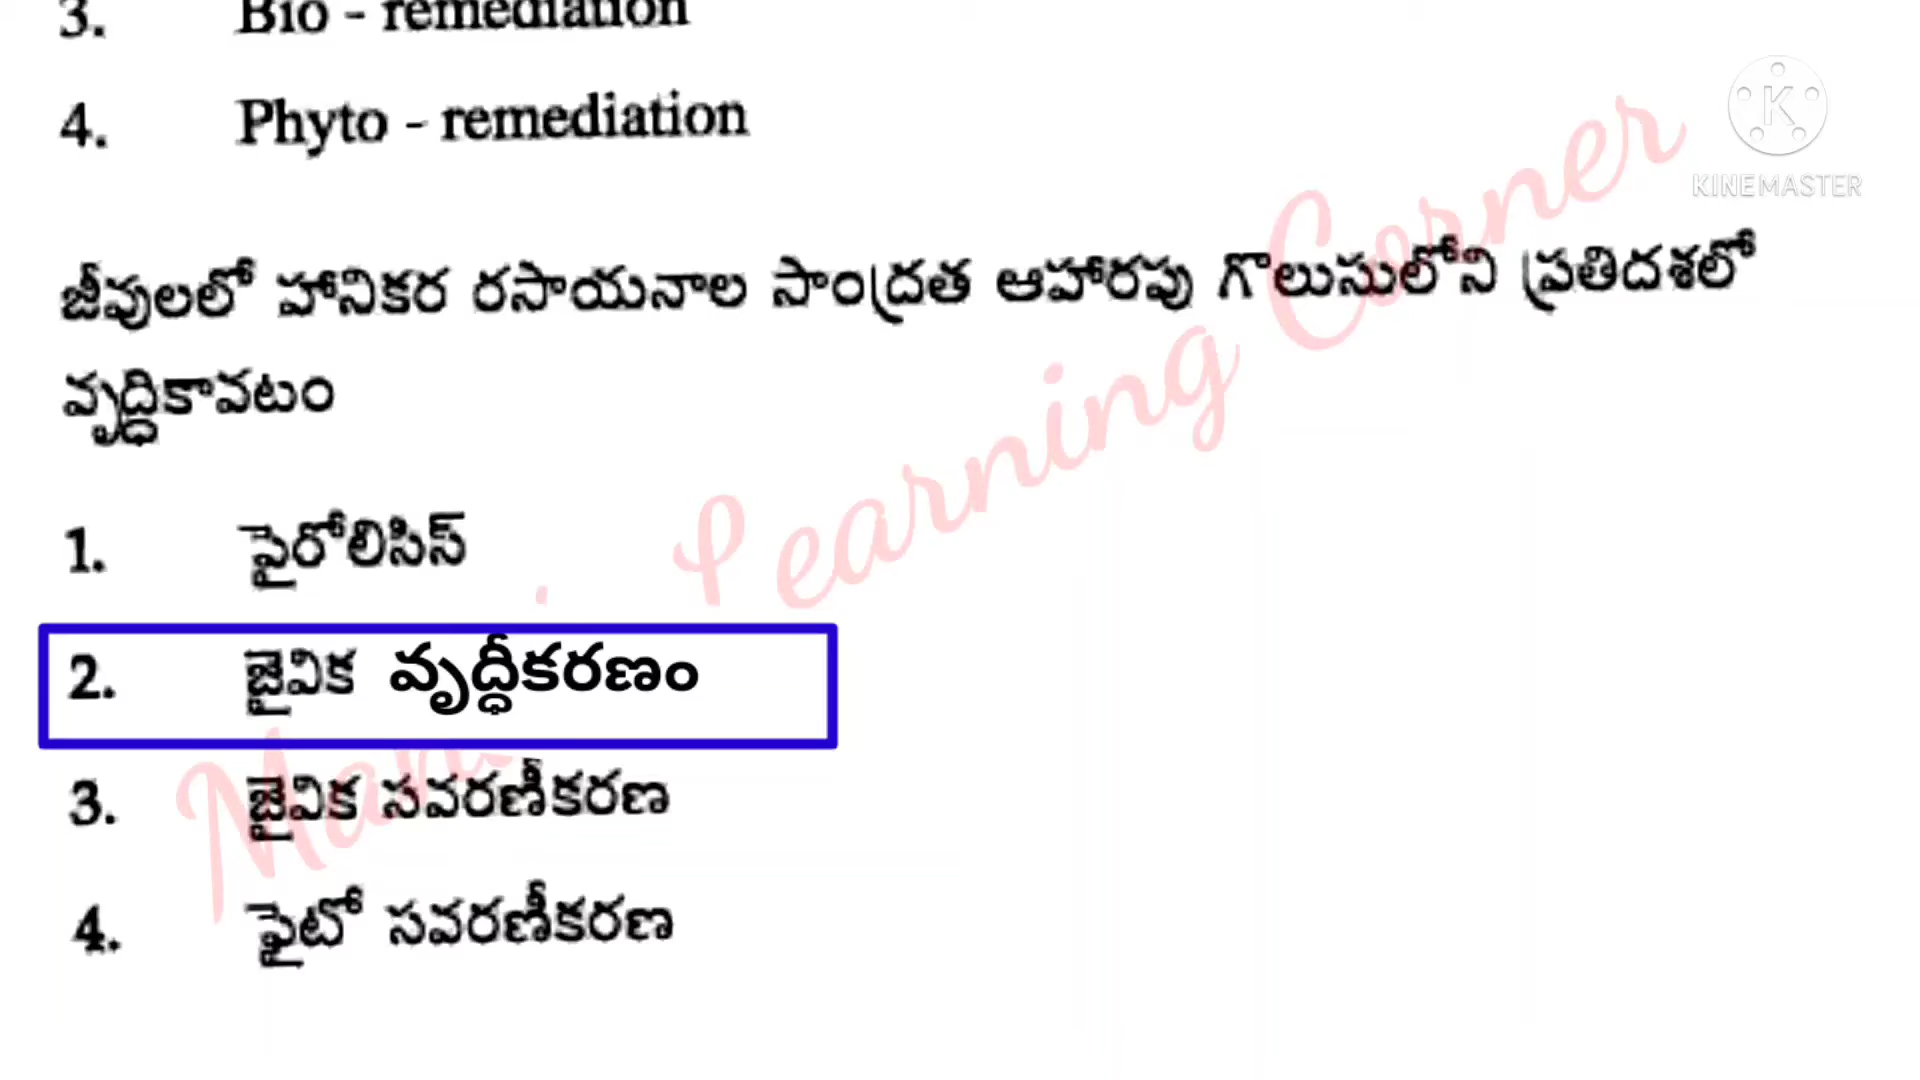 3. Bio - remediation
4. Phyto - remediation
KINEMASTER
జీవులలో హానికర రసాయనాల సాంద్రత ఆహారపు గొలుసులోని ప్రతిదశలో
వృద్ధికావటం
1. పైరోలిసిస్
2. జైవిక వృద్ధీకరణం
3. జైవిక సవరణీకరణ
4. ఫైటో సవరణీకరణ
Learning Corner